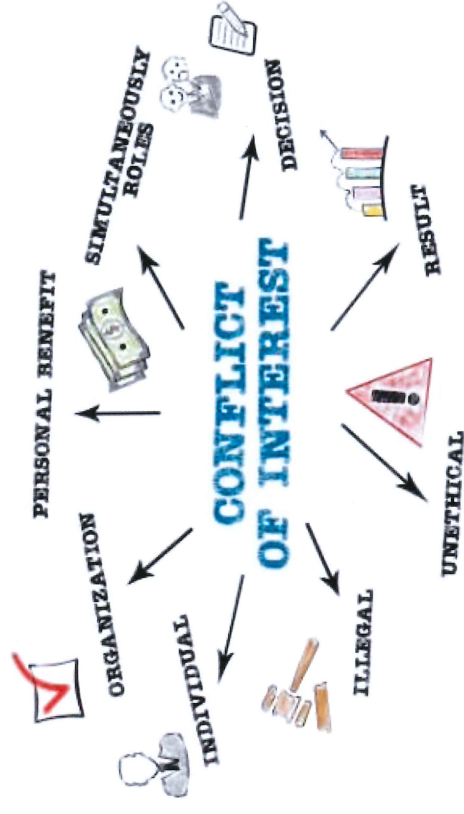 PERSONAL BENEFIT
ORGANIZATION
SIMULTANEOUSLY
ROLES
INDIVIDUAL
CONFLICT
OF INTEREST
DECISION
ILLEGAL
RESULT
UNETHICAL